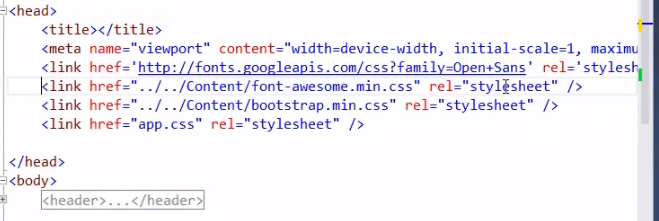 <head>
<title></title>
<meta name="viewport" content="width=device-width, initial-scale=1, maximu
<link href='http://fonts.googleapis.com/css?family=Open+Sans' rel='stylesh
<link href="../../Content/font-awesome.min.css" rel="stylesheet" />
<link href="../../Content/bootstrap.min.css" rel="stylesheet" />
<link href="app.css" rel="stylesheet" />
</head>
<body>
<header>...</header>